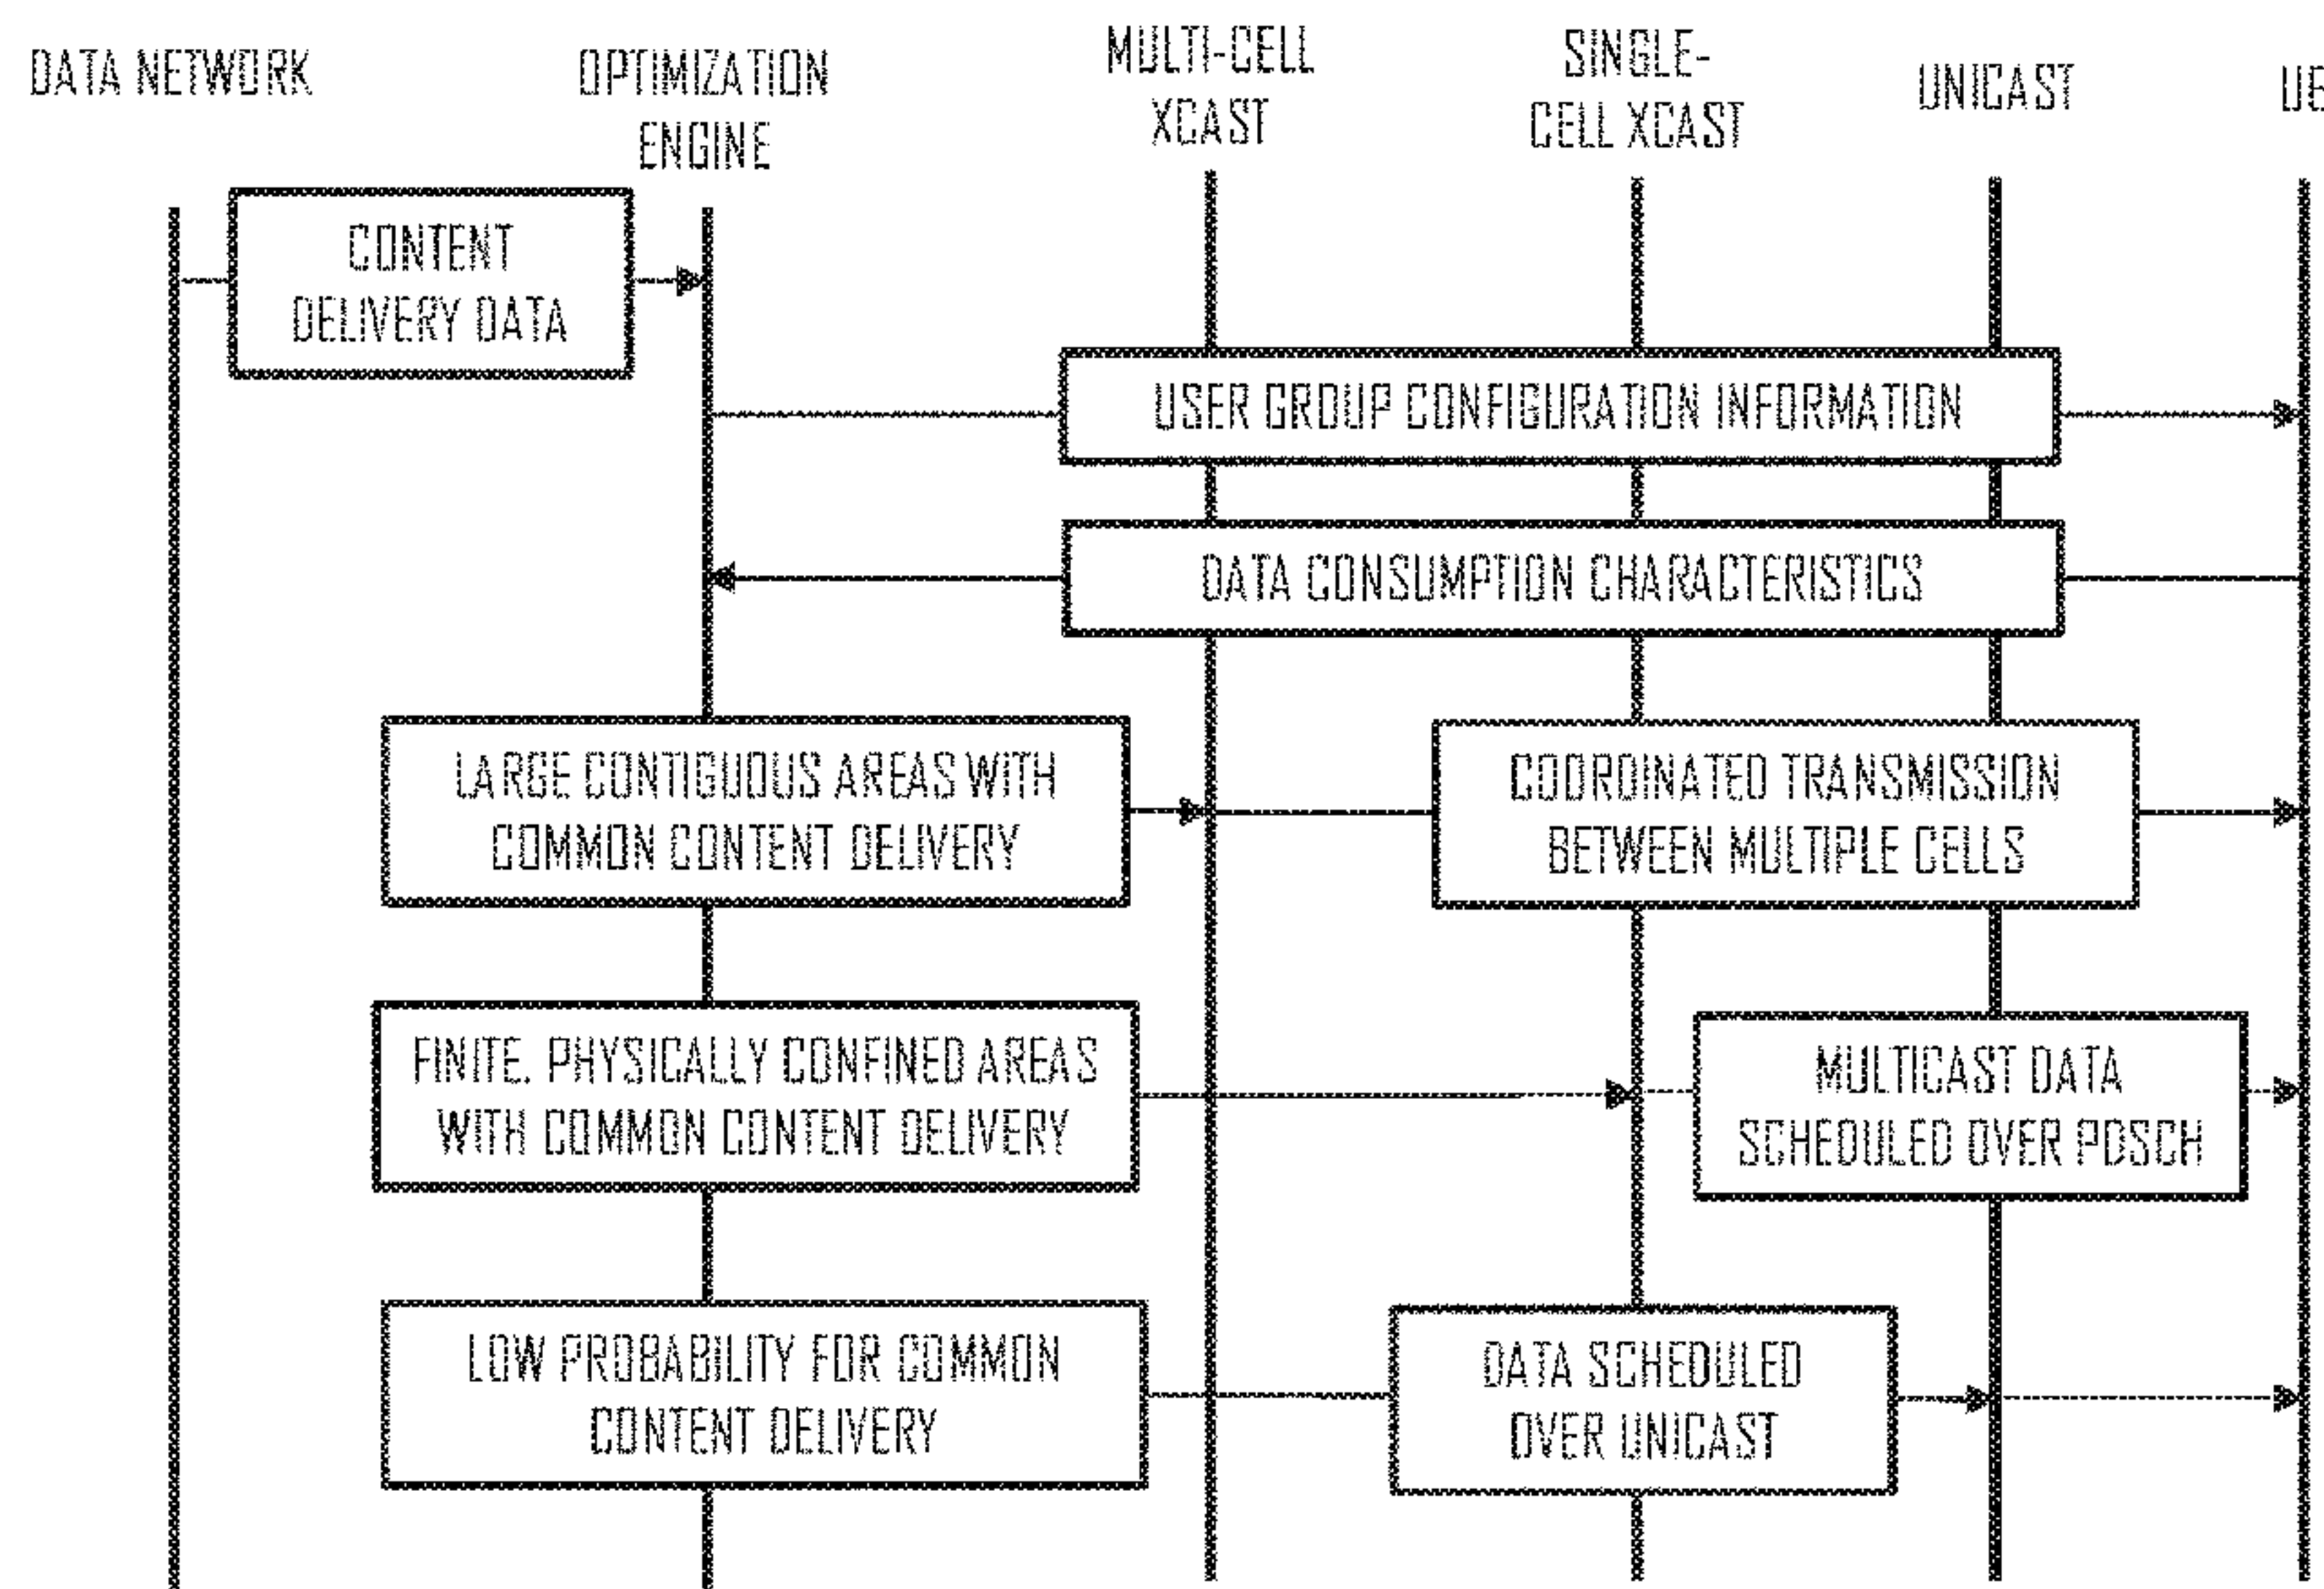 DATA NETWORK
OPTIMIZATION
ENGINE
MULTI-CELL
XCAST
SINGLE-
CELL XCAST
UNICAST
UE
CONTENT
DELIVERY DATA
USER GROUP CONFIGURATION INFORMATION
DATA CONSUMPTION CHARACTERISTICS
LARGE CONTIGUOUS AREAS WITH
COMMON CONTENT DELIVERY
COORDINATED TRANSMISSION
BETWEEN MULTIPLE CELLS
FINITE, PHYSICALLY CONFINED AREAS
WITH COMMON CONTENT DELIVERY
MULTICAST DATA
SCHEDULED OVER PDSCH
LOW PROBABILITY FOR COMMON
CONTENT DELIVERY
DATA SCHEDULED
OVER UNICAST